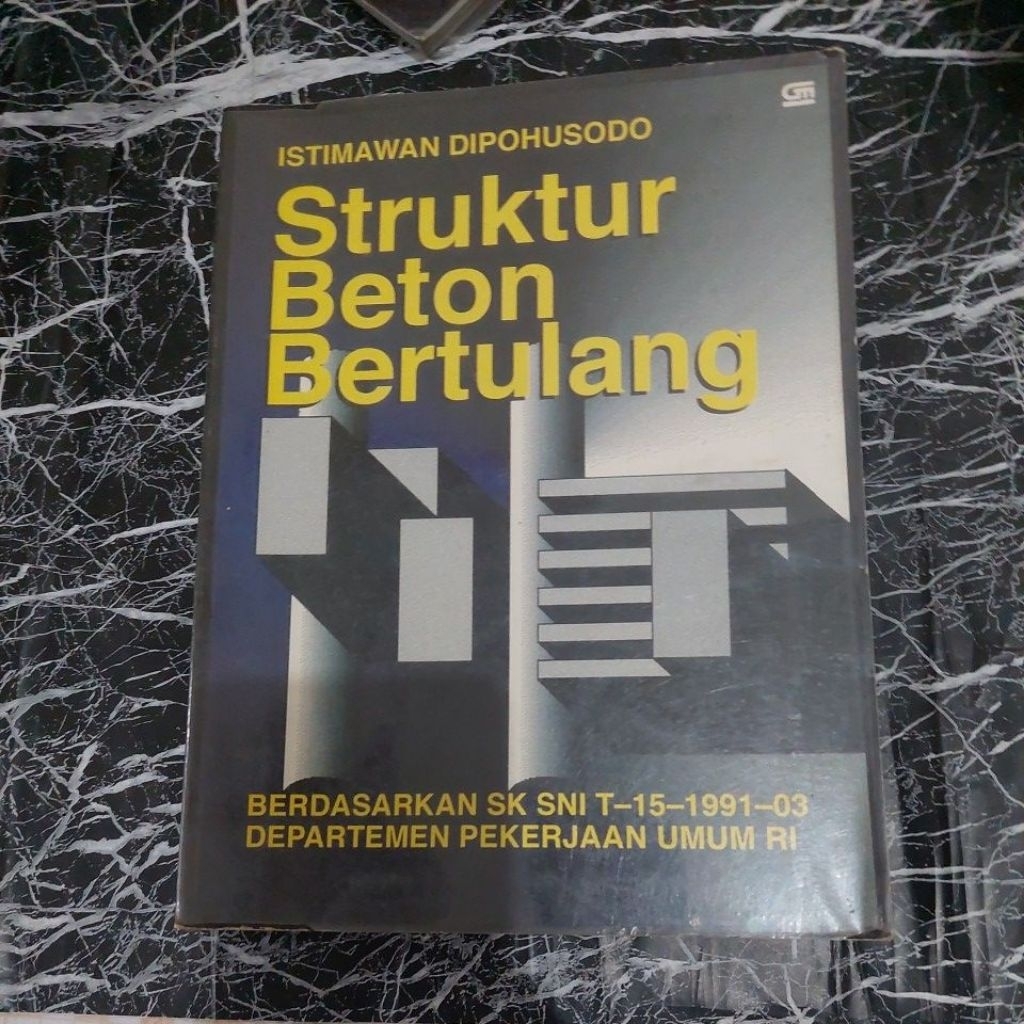 ISTIMAWAN DIPOHUSODO
Struktur
Beton
Bertulang
BERDASARKAN SK SNI T-15-1991-03
DEPARTEMEN PEKERJAAN UMUM RI